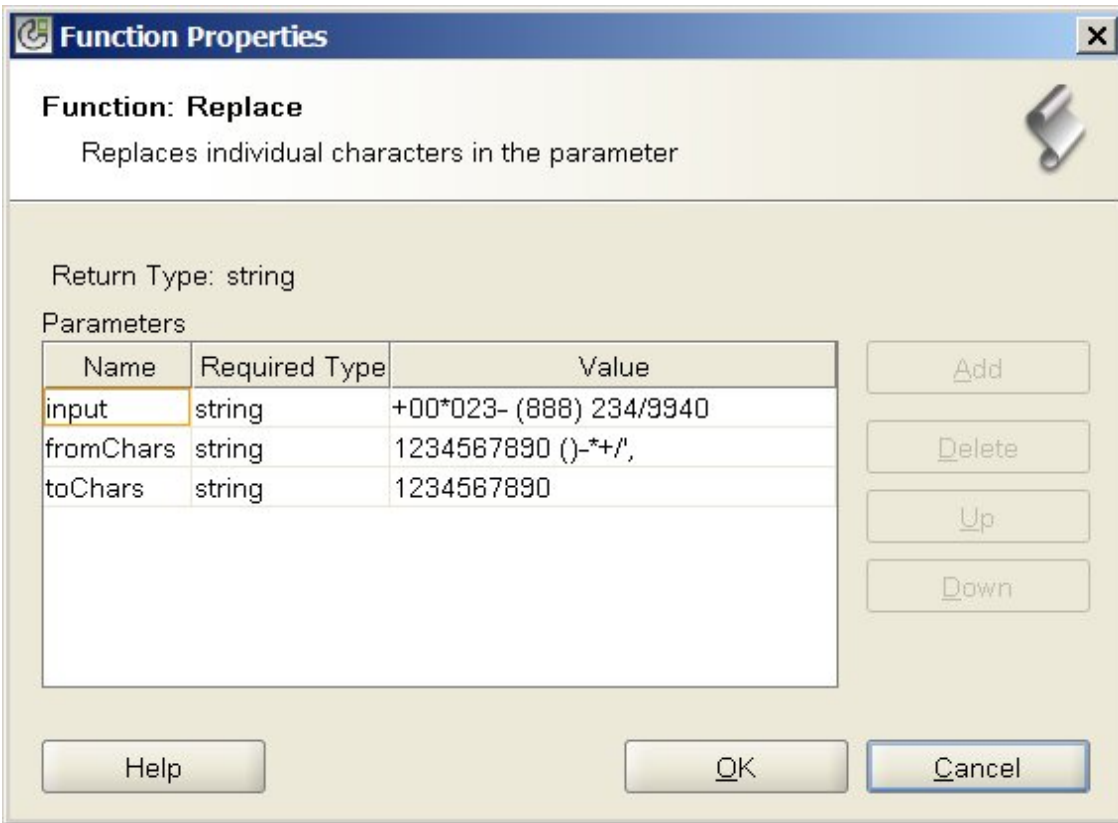 Function Properties
Function: Replace
Replaces individual characters in the parameter
Return Type: string
Parameters
Name Required Type Value
input string +00*023- (888) 234/9940
fromChars string 1234567890 ()-*+/',
toChars string 1234567890
Add
Delete
Up
Down
Help OK Cancel